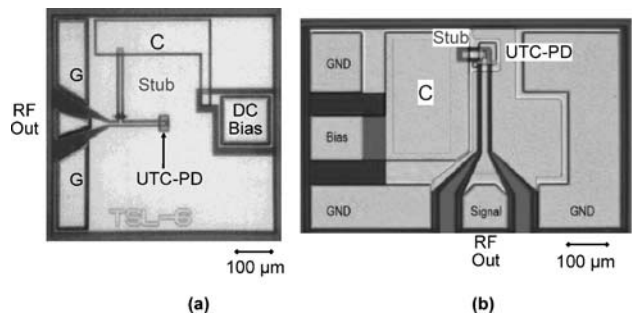 C
G
Stub
RF
Out
DC
Bias
G
UTC-PD
TSL-6
100 µm
(a)
Stub
UTC-PD
GND
C
Bias
GND
Signal
GND
RF
Out
100 µm
(b)